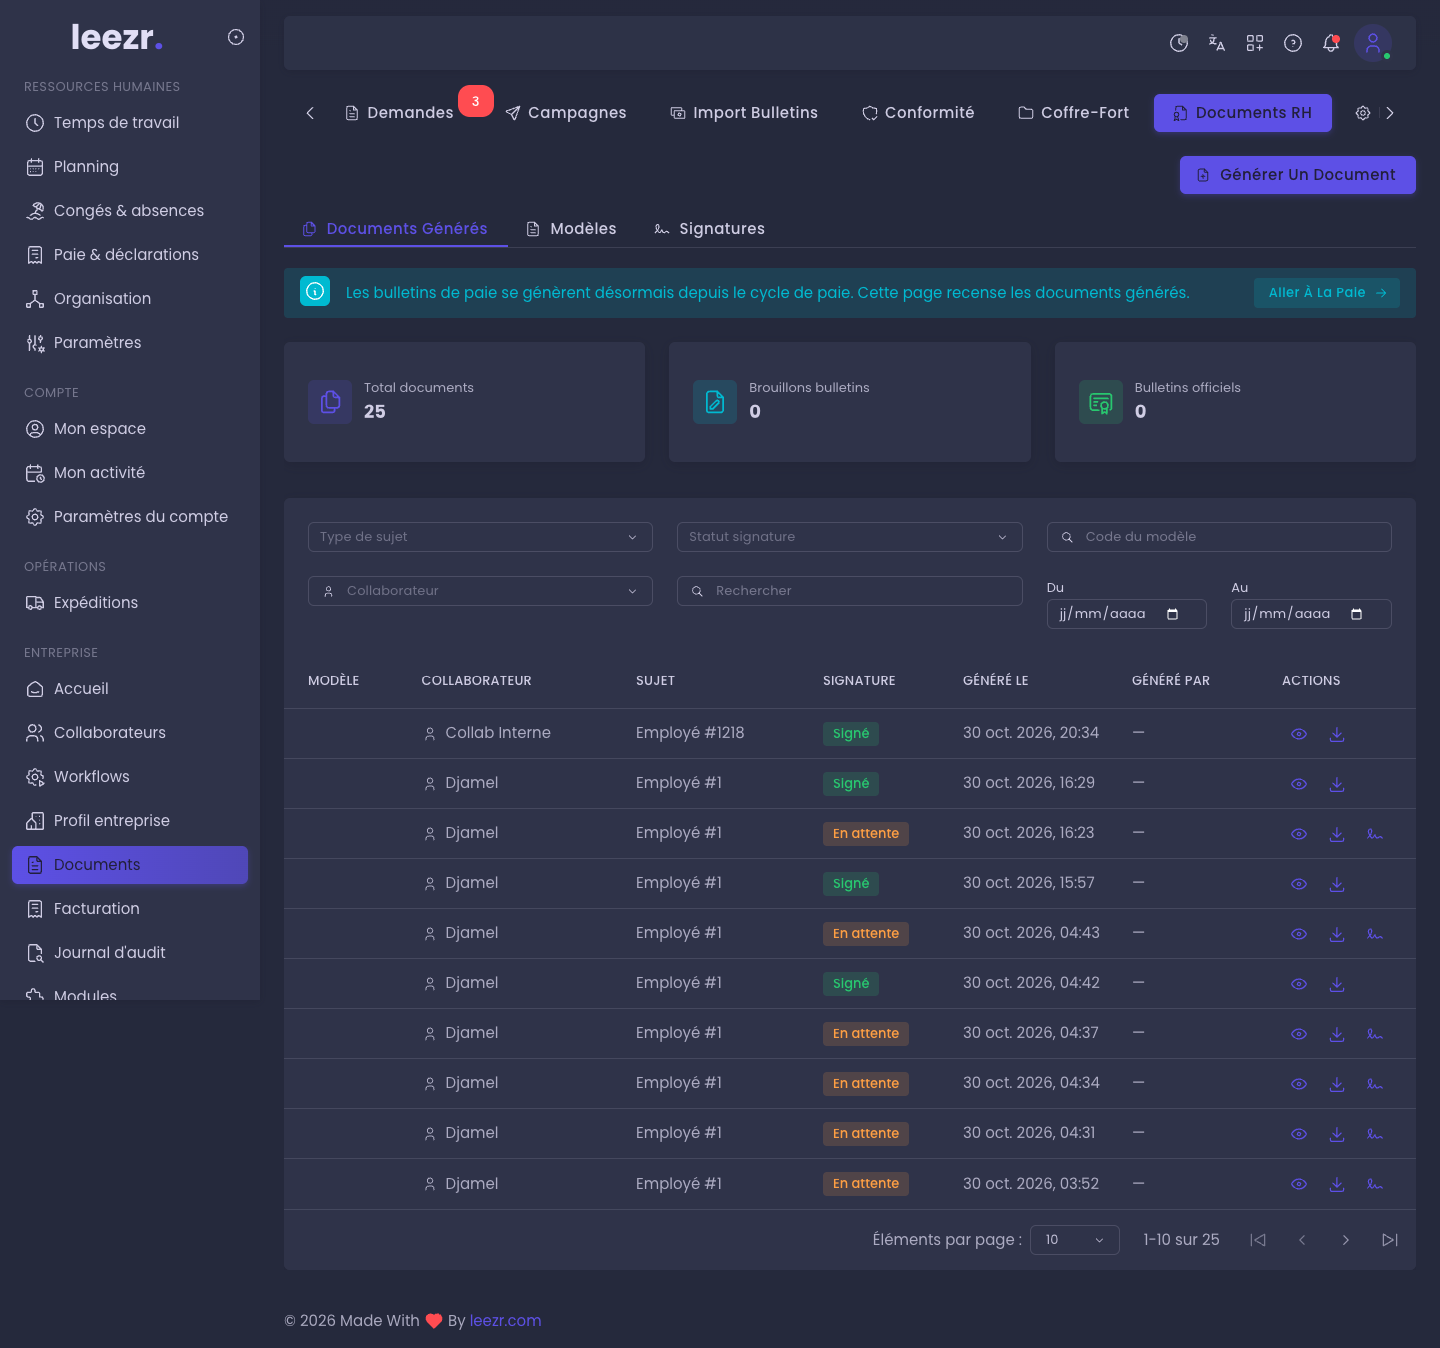 leezr.
RESSOURCES HUMAINES
Temps de travail
Planning
Congés & absences
Paie & déclarations
Organisation
Paramètres
COMPTE
Mon espace
Mon activité
Paramètres du compte
OPÉRATIONS
Expéditions
ENTREPRISE
Accueil
Collaborateurs
Workflows
Profil entreprise
Documents
Facturation
Journal d'audit
Modules
Demandes 3 Campagnes Import Bulletins Conformité Coffre-Fort Documents RH
Générer Un Document
Documents Générés Modèles Signatures
Les bulletins de paie se génèrent désormais depuis le cycle de paie. Cette page recense les documents générés. Aller À La Paie
Total documents
25
Brouillons bulletins
0
Bulletins officiels
0
Type de sujet Statut signature Code du modèle
Collaborateur Rechercher
Du Au
jj/mm/aaaa jj/mm/aaaa
MODÈLE COLLABORATEUR SUJET SIGNATURE GÉNÉRÉ LE GÉNÉRÉ PAR ACTIONS
Collab Interne Employé #1218 Signé 30 oct. 2026, 20:34 —
Djamel Employé #1 Signé 30 oct. 2026, 16:29 —
Djamel Employé #1 En attente 30 oct. 2026, 16:23 —
Djamel Employé #1 Signé 30 oct. 2026, 15:57 —
Djamel Employé #1 En attente 30 oct. 2026, 04:43 —
Djamel Employé #1 Signé 30 oct. 2026, 04:42 —
Djamel Employé #1 En attente 30 oct. 2026, 04:37 —
Djamel Employé #1 En attente 30 oct. 2026, 04:34 —
Djamel Employé #1 En attente 30 oct. 2026, 04:31 —
Djamel Employé #1 En attente 30 oct. 2026, 03:52 —
Éléments par page : 10 1-10 sur 25
© 2026 Made With ❤ By leezr.com